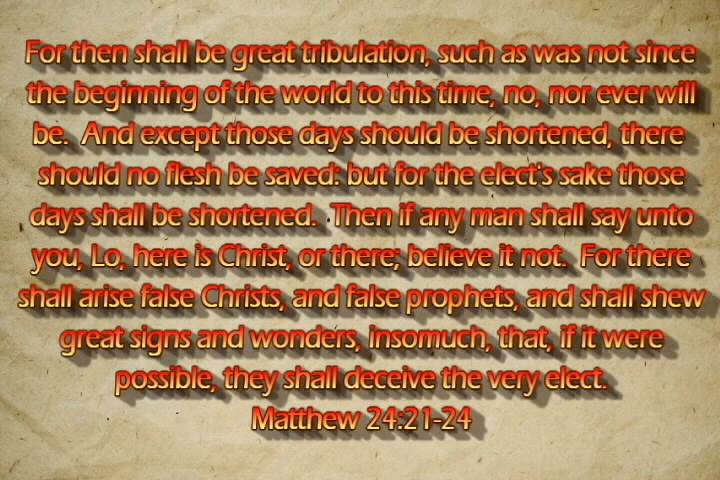 For then shall be great tribulation, such as was not since
the beginning of the world to this time, no, nor ever will
be.  And except those days should be shortened, there
should no flesh be saved: but for the elect's sake those
days shall be shortened.  Then if any man shall say unto
you, Lo, here is Christ, or there; believe it not.  For there
shall arise false Christs, and false prophets, and shall shew
great signs and wonders, insomuch, that, if it were
possible, they shall deceive the very elect.
Matthew 24:21-24